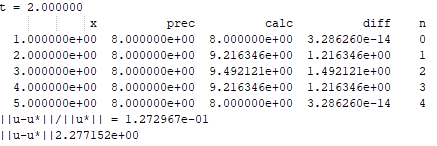 t = 2.000000
x prec calc diff n
1.000000e+00 8.000000e+00 8.000000e+00 3.286260e-14 0
2.000000e+00 8.000000e+00 9.216346e+00 1.216346e+00 1
3.000000e+00 8.000000e+00 9.492121e+00 1.492121e+00 2
4.000000e+00 8.000000e+00 9.216346e+00 1.216346e+00 3
5.000000e+00 8.000000e+00 8.000000e+00 3.286260e-14 4
||u-u*||/||u*|| = 1.272967e-01
||u-u*||2.277152e+00